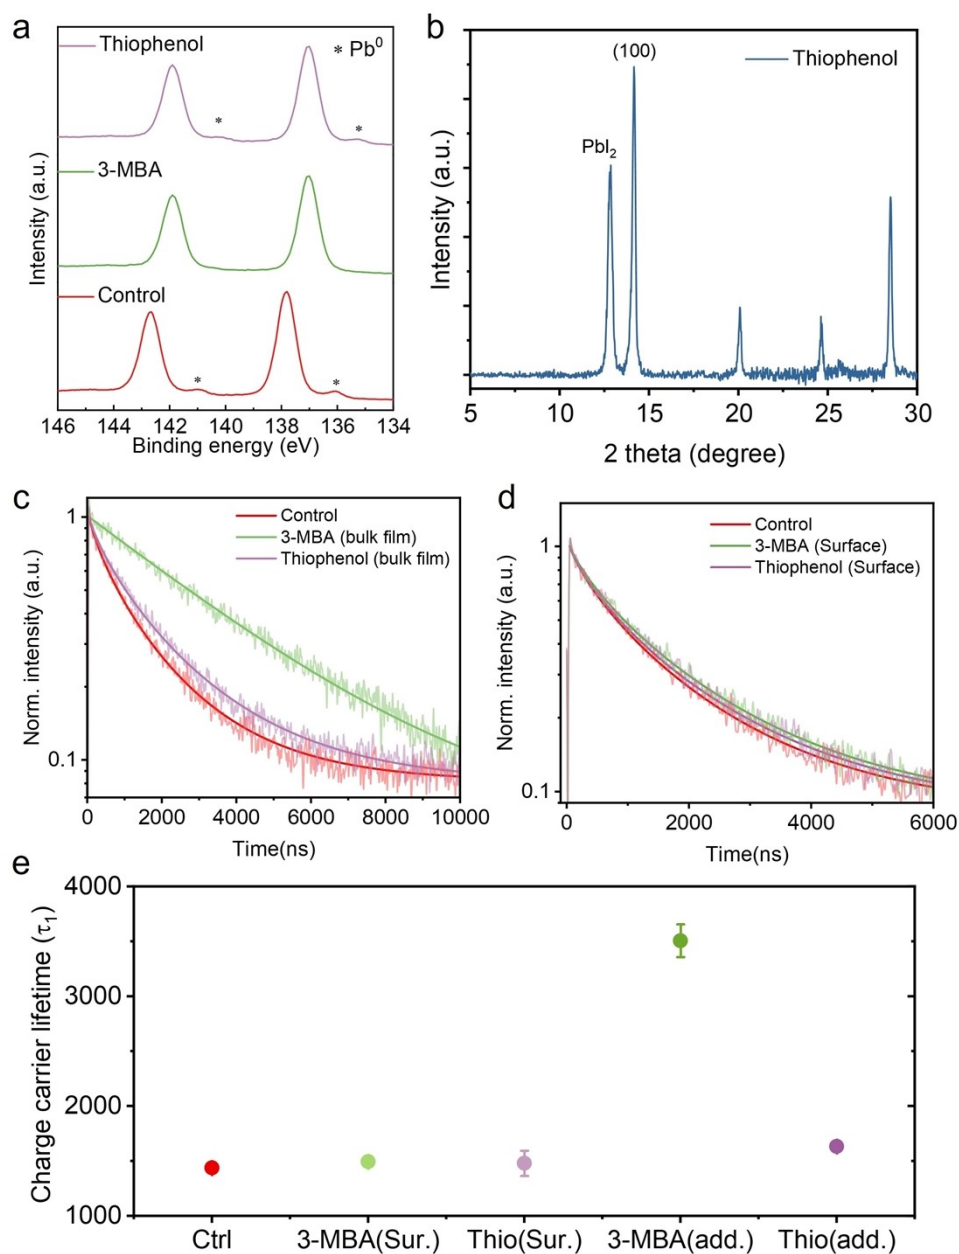 a
Thiophenol
* Pb⁰
*
*
3-MBA
Control
*
*
Intensity (a.u.)
146 144 142 140 138 136 134
Binding energy (eV)
b
(100)
Thiophenol
PbI₂
Intensity (a.u.)
5 10 15 20 25 30
2 theta (degree)
c
Control
3-MBA (bulk film)
Thiophenol (bulk film)
Norm. intensity (a.u.)
1
0.1
0 2000 4000 6000 8000 10000
Time(ns)
d
Control
3-MBA (Surface)
Thiophenol (Surface)
Norm. intensity (a.u.)
1
0.1
0 2000 4000 6000
Time(ns)
e
Charge carrier lifetime (τ₁)
4000
3000
2000
1000
Ctrl 3-MBA(Sur.) Thio(Sur.) 3-MBA(add.) Thio(add.)